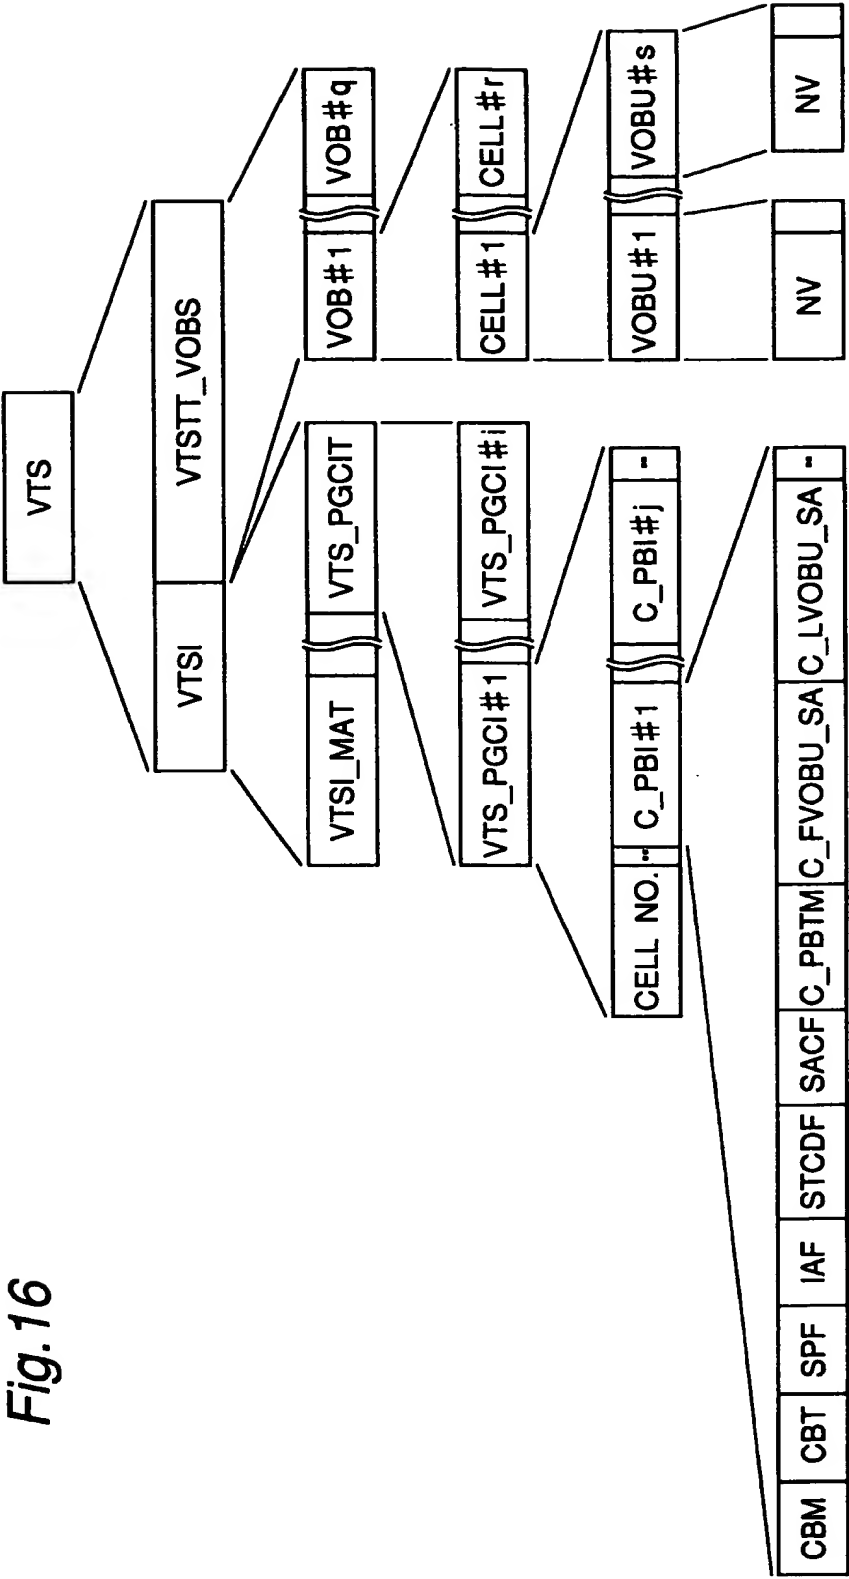 Fig.16
VTS
VTSI VTSTT_VOBS
VTSI_MAT VTS_PGCIT VOB#1 VOB#q
VTS_PGCI#1 VTS_PGCI#i CELL#1 CELL#r
CELL NO. C_PBI#1 C_PBI#j VOBU#1 VOBU#s
CBM CBT SPF IAF STCDF SACF C_PBTM C_FVOBU_SA C_LVOBU_SA NV NV